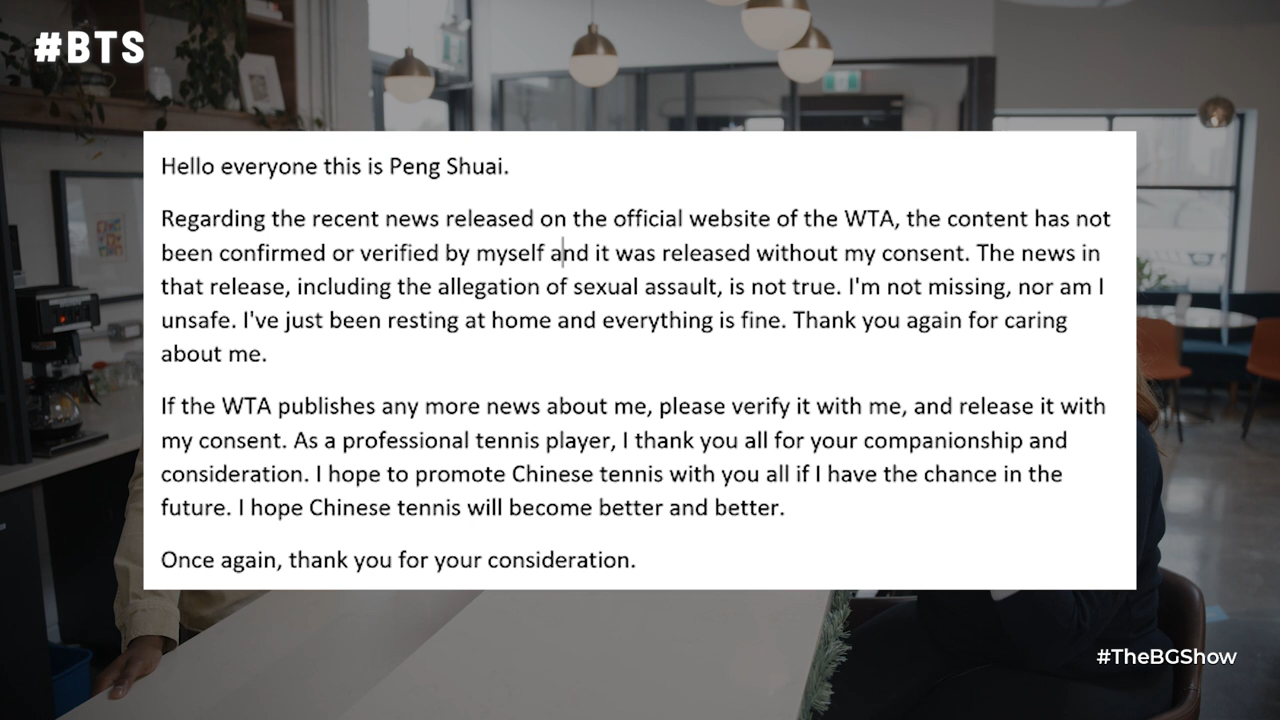 #BTS
Hello everyone this is Peng Shuai.
Regarding the recent news released on the official website of the WTA, the content has not
been confirmed or verified by myself and it was released without my consent. The news in
that release, including the allegation of sexual assault, is not true. I'm not missing, nor am I
unsafe. I've just been resting at home and everything is fine. Thank you again for caring
about me.
If the WTA publishes any more news about me, please verify it with me, and release it with
my consent. As a professional tennis player, I thank you all for your companionship and
consideration. I hope to promote Chinese tennis with you all if I have the chance in the
future. I hope Chinese tennis will become better and better.
Once again, thank you for your consideration.
#TheBGShow